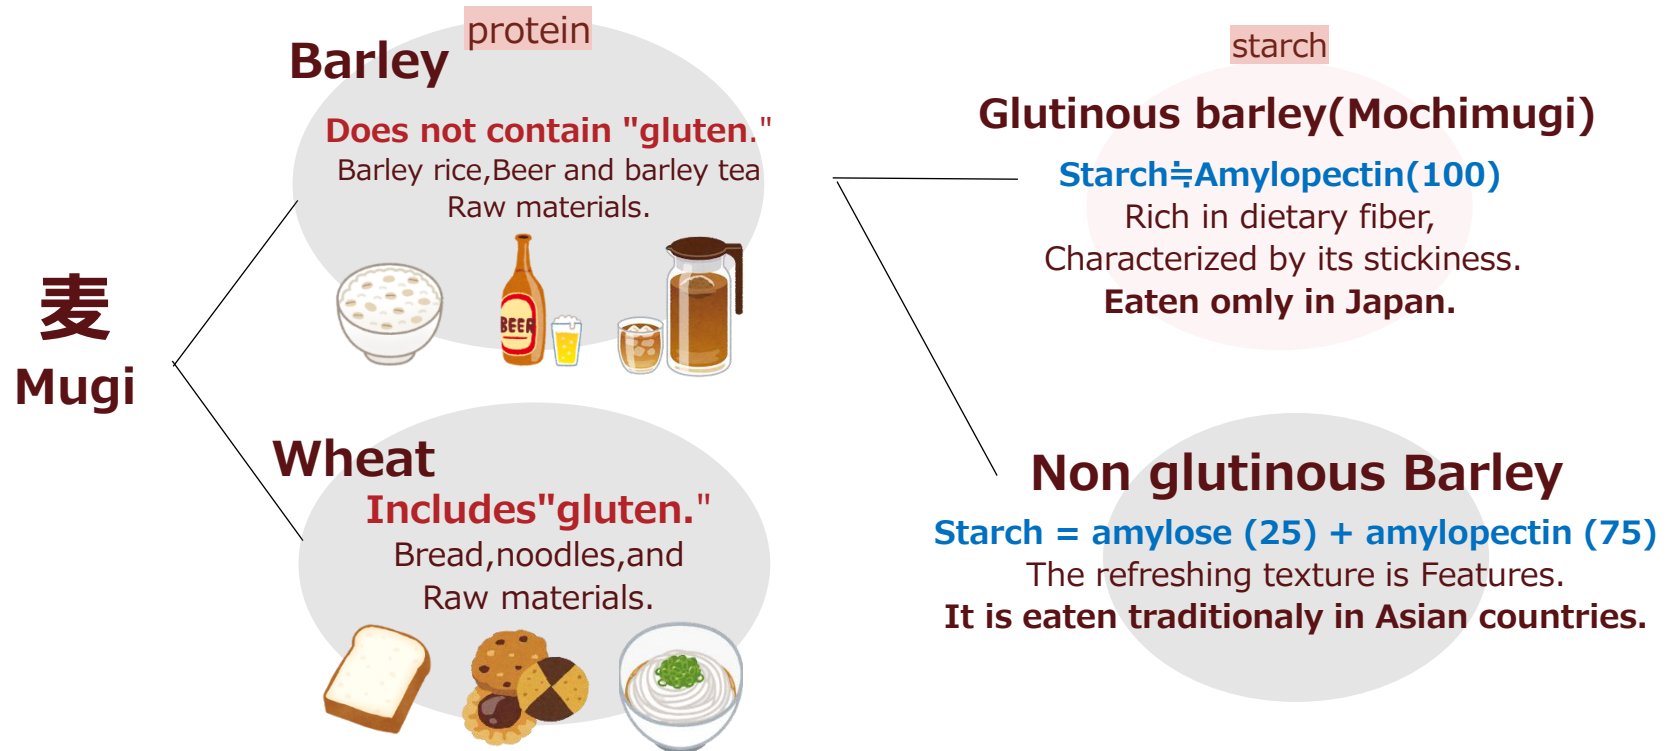 麦
Mugi
protein
Barley
Does not contain "gluten."
Barley rice,Beer and barley tea
Raw materials.
BEER
Wheat
Includes"gluten."
Bread,noodles,and
Raw materials.
starch
Glutinous barley(Mochimugi)
Starch≒Amylopectin(100)
Rich in dietary fiber,
Characterized by its stickiness.
Eaten omly in Japan.
Non glutinous Barley
Starch = amylose (25) + amylopectin (75)
The refreshing texture is Features.
It is eaten traditionaly in Asian countries.